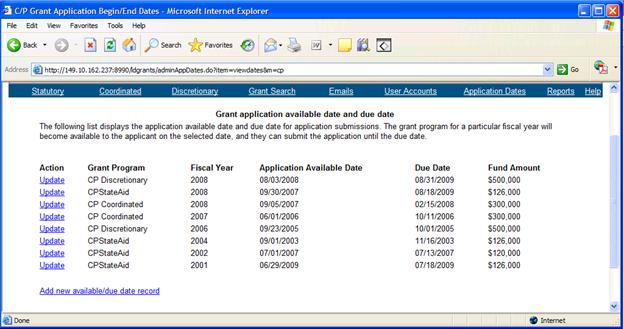 C/P Grant Application Begin/End Dates - Microsoft Internet Explorer
File Edit View Favorites Tools Help
Back Search Favorites
Address http://149.10.162.237:8990/ldgrants/adminAppDates.do?item=viewdates&m=cp Go
Statutory Coordinated Discretionary Grant Search Emails User Accounts Application Dates Reports Help
Grant application available date and due date
The following list displays the application available date and due date for application submissions. The grant program for a particular fiscal year will
become available to the applicant on the selected date, and they can submit the application until the due date.
Action Grant Program Fiscal Year Application Available Date Due Date Fund Amount
Update CP Discretionary 2008 08/03/2008 08/31/2009 $500,000
Update CPStateAid 2008 09/30/2007 08/18/2009 $126,000
Update CP Coordinated 2008 09/05/2007 02/15/2008 $300,000
Update CP Coordinated 2007 06/01/2006 10/11/2006 $300,000
Update CP Discretionary 2006 09/23/2005 10/01/2005 $500,000
Update CPStateAid 2004 09/01/2003 11/16/2003 $126,000
Update CPStateAid 2002 07/01/2007 07/13/2007 $120,000
Update CPStateAid 2001 06/29/2009 07/18/2009 $126,000
Add new available/due date record
Done Internet